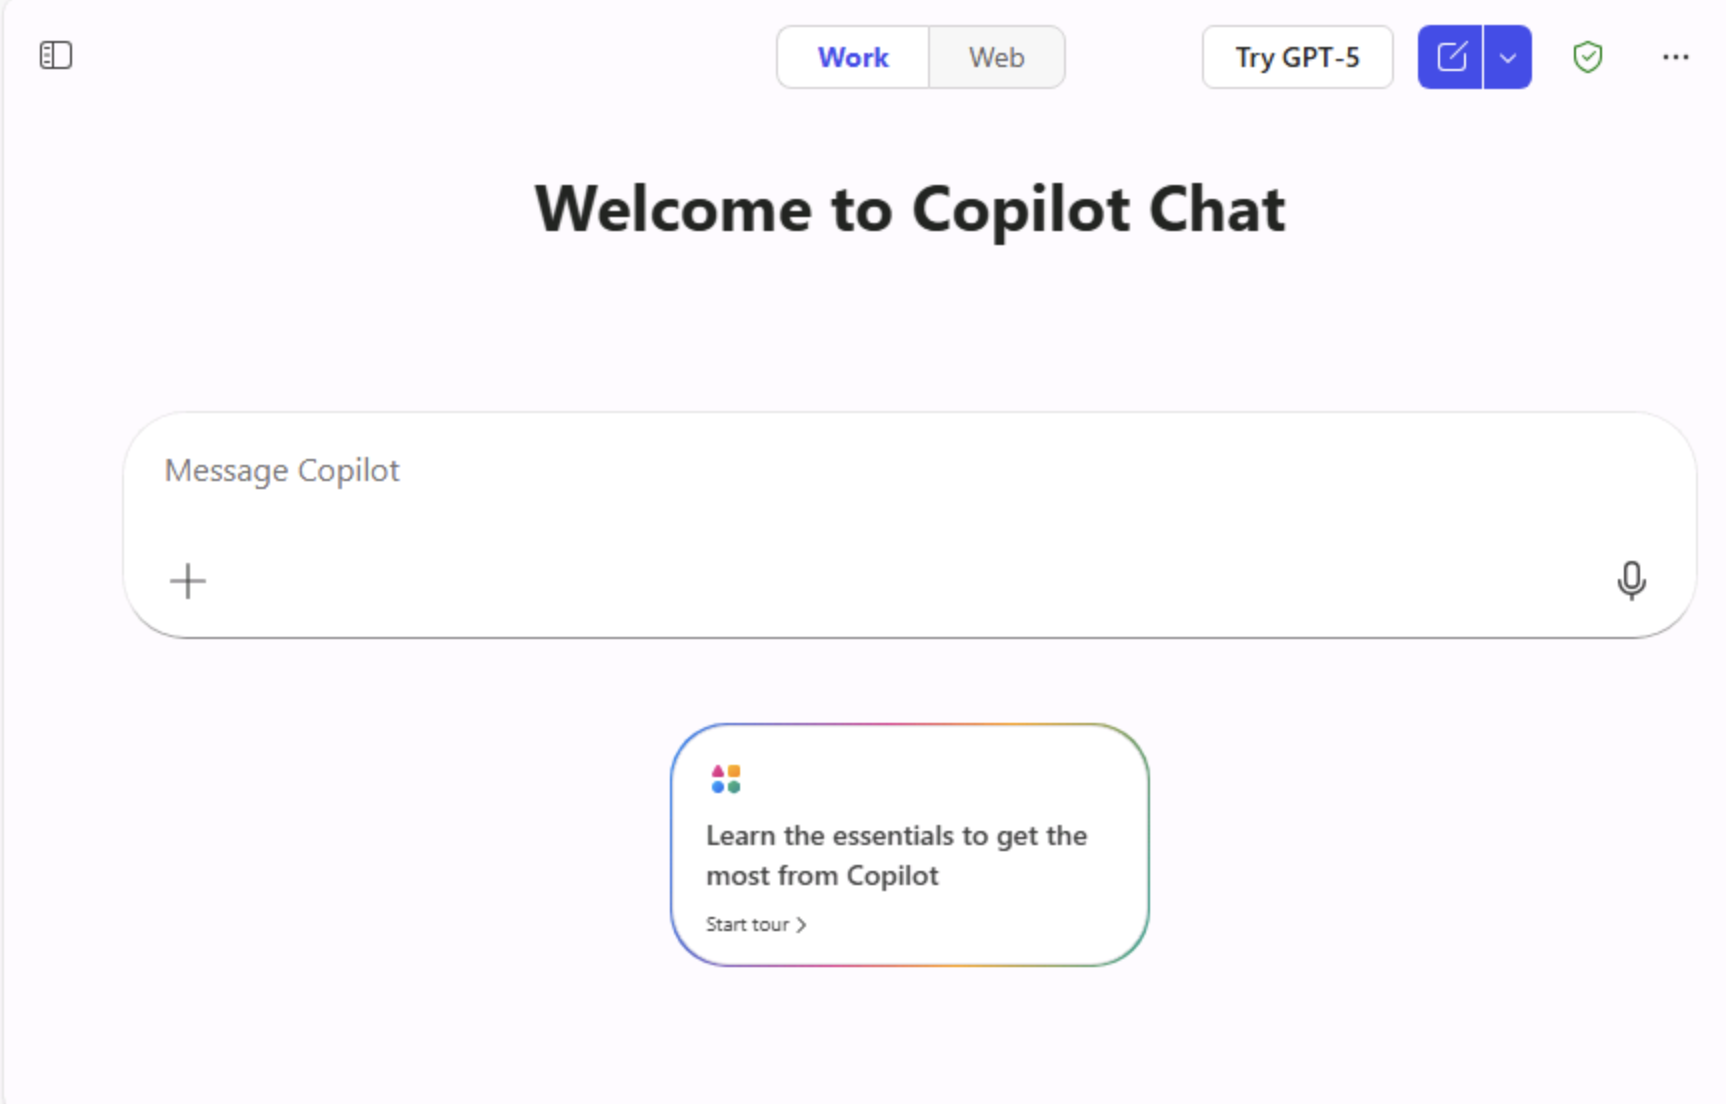 Work
Web
Try GPT-5
Welcome to Copilot Chat
Message Copilot
Learn the essentials to get the
most from Copilot
Start tour